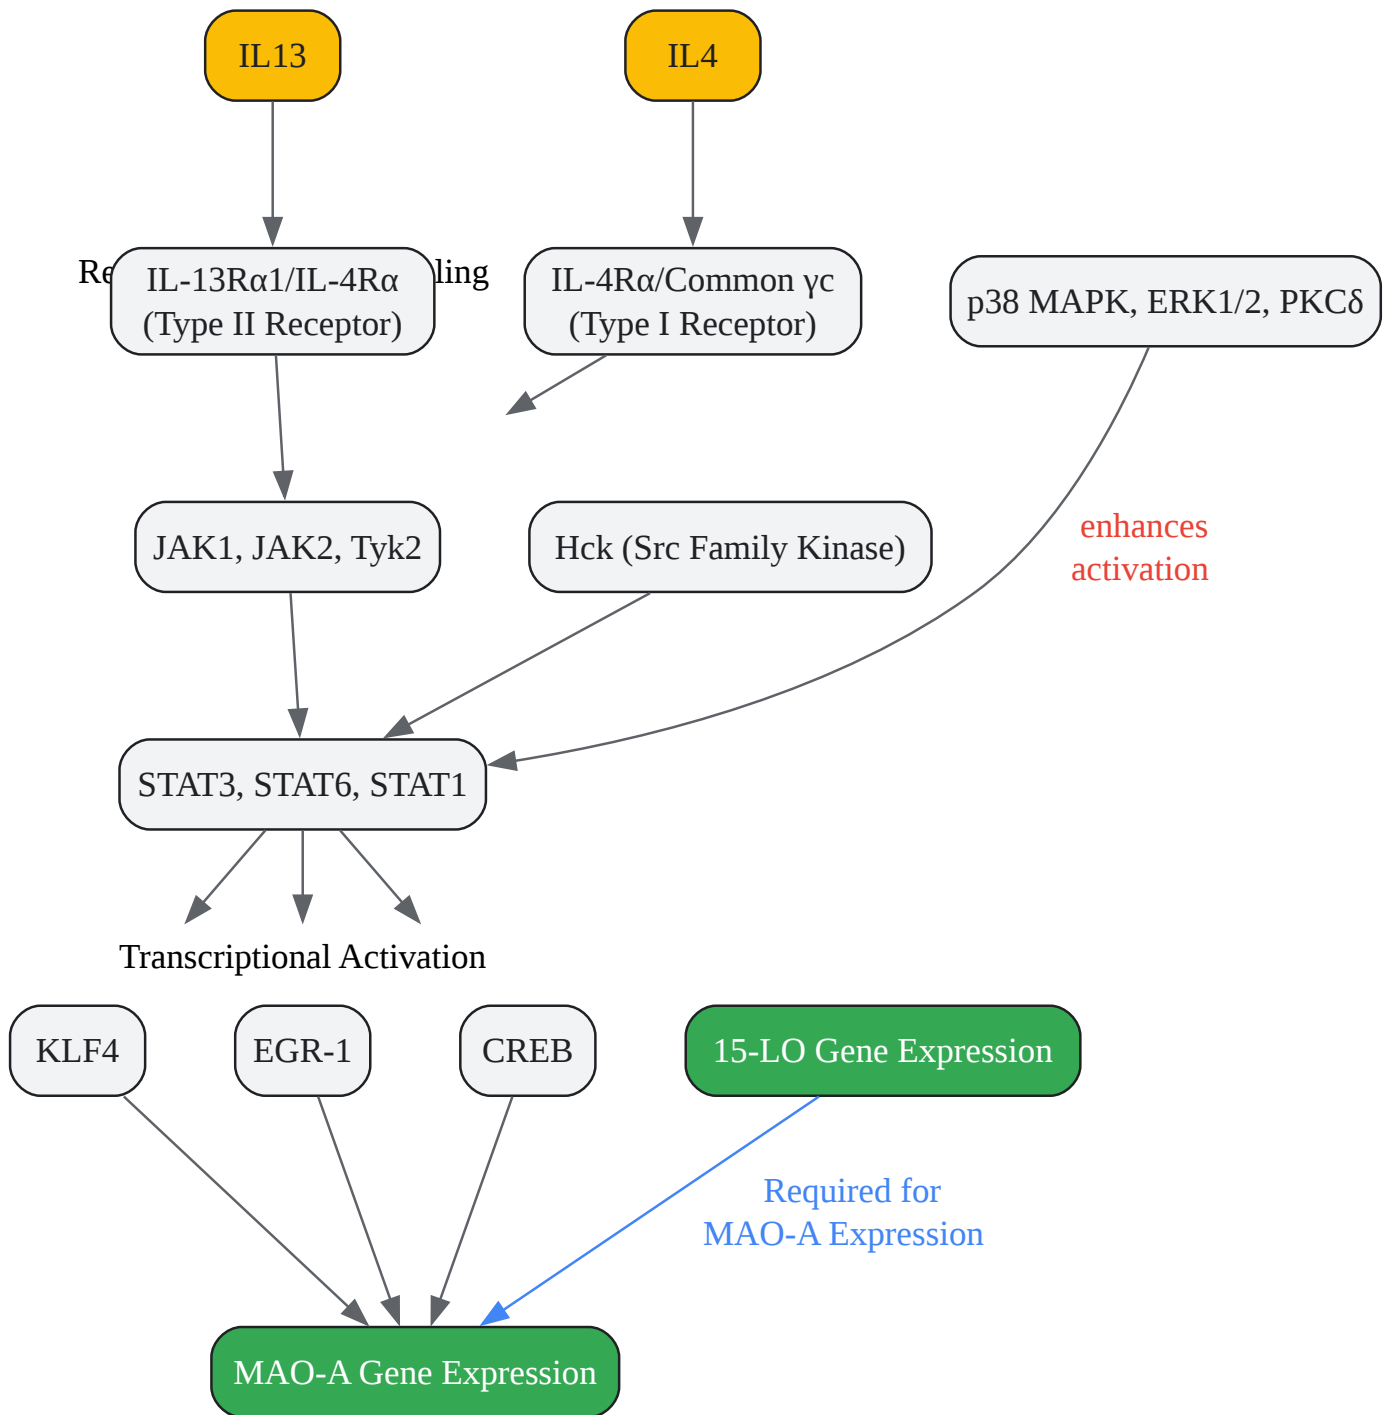 IL13
IL4
IL-13Rα1/IL-4Rα
(Type II Receptor)
IL-4Rα/Common γc
(Type I Receptor)
p38 MAPK, ERK1/2, PKCδ
JAK1, JAK2, Tyk2
Hck (Src Family Kinase)
enhances
activation
STAT3, STAT6, STAT1
Transcriptional Activation
KLF4
EGR-1
CREB
15-LO Gene Expression
Required for
MAO-A Expression
MAO-A Gene Expression